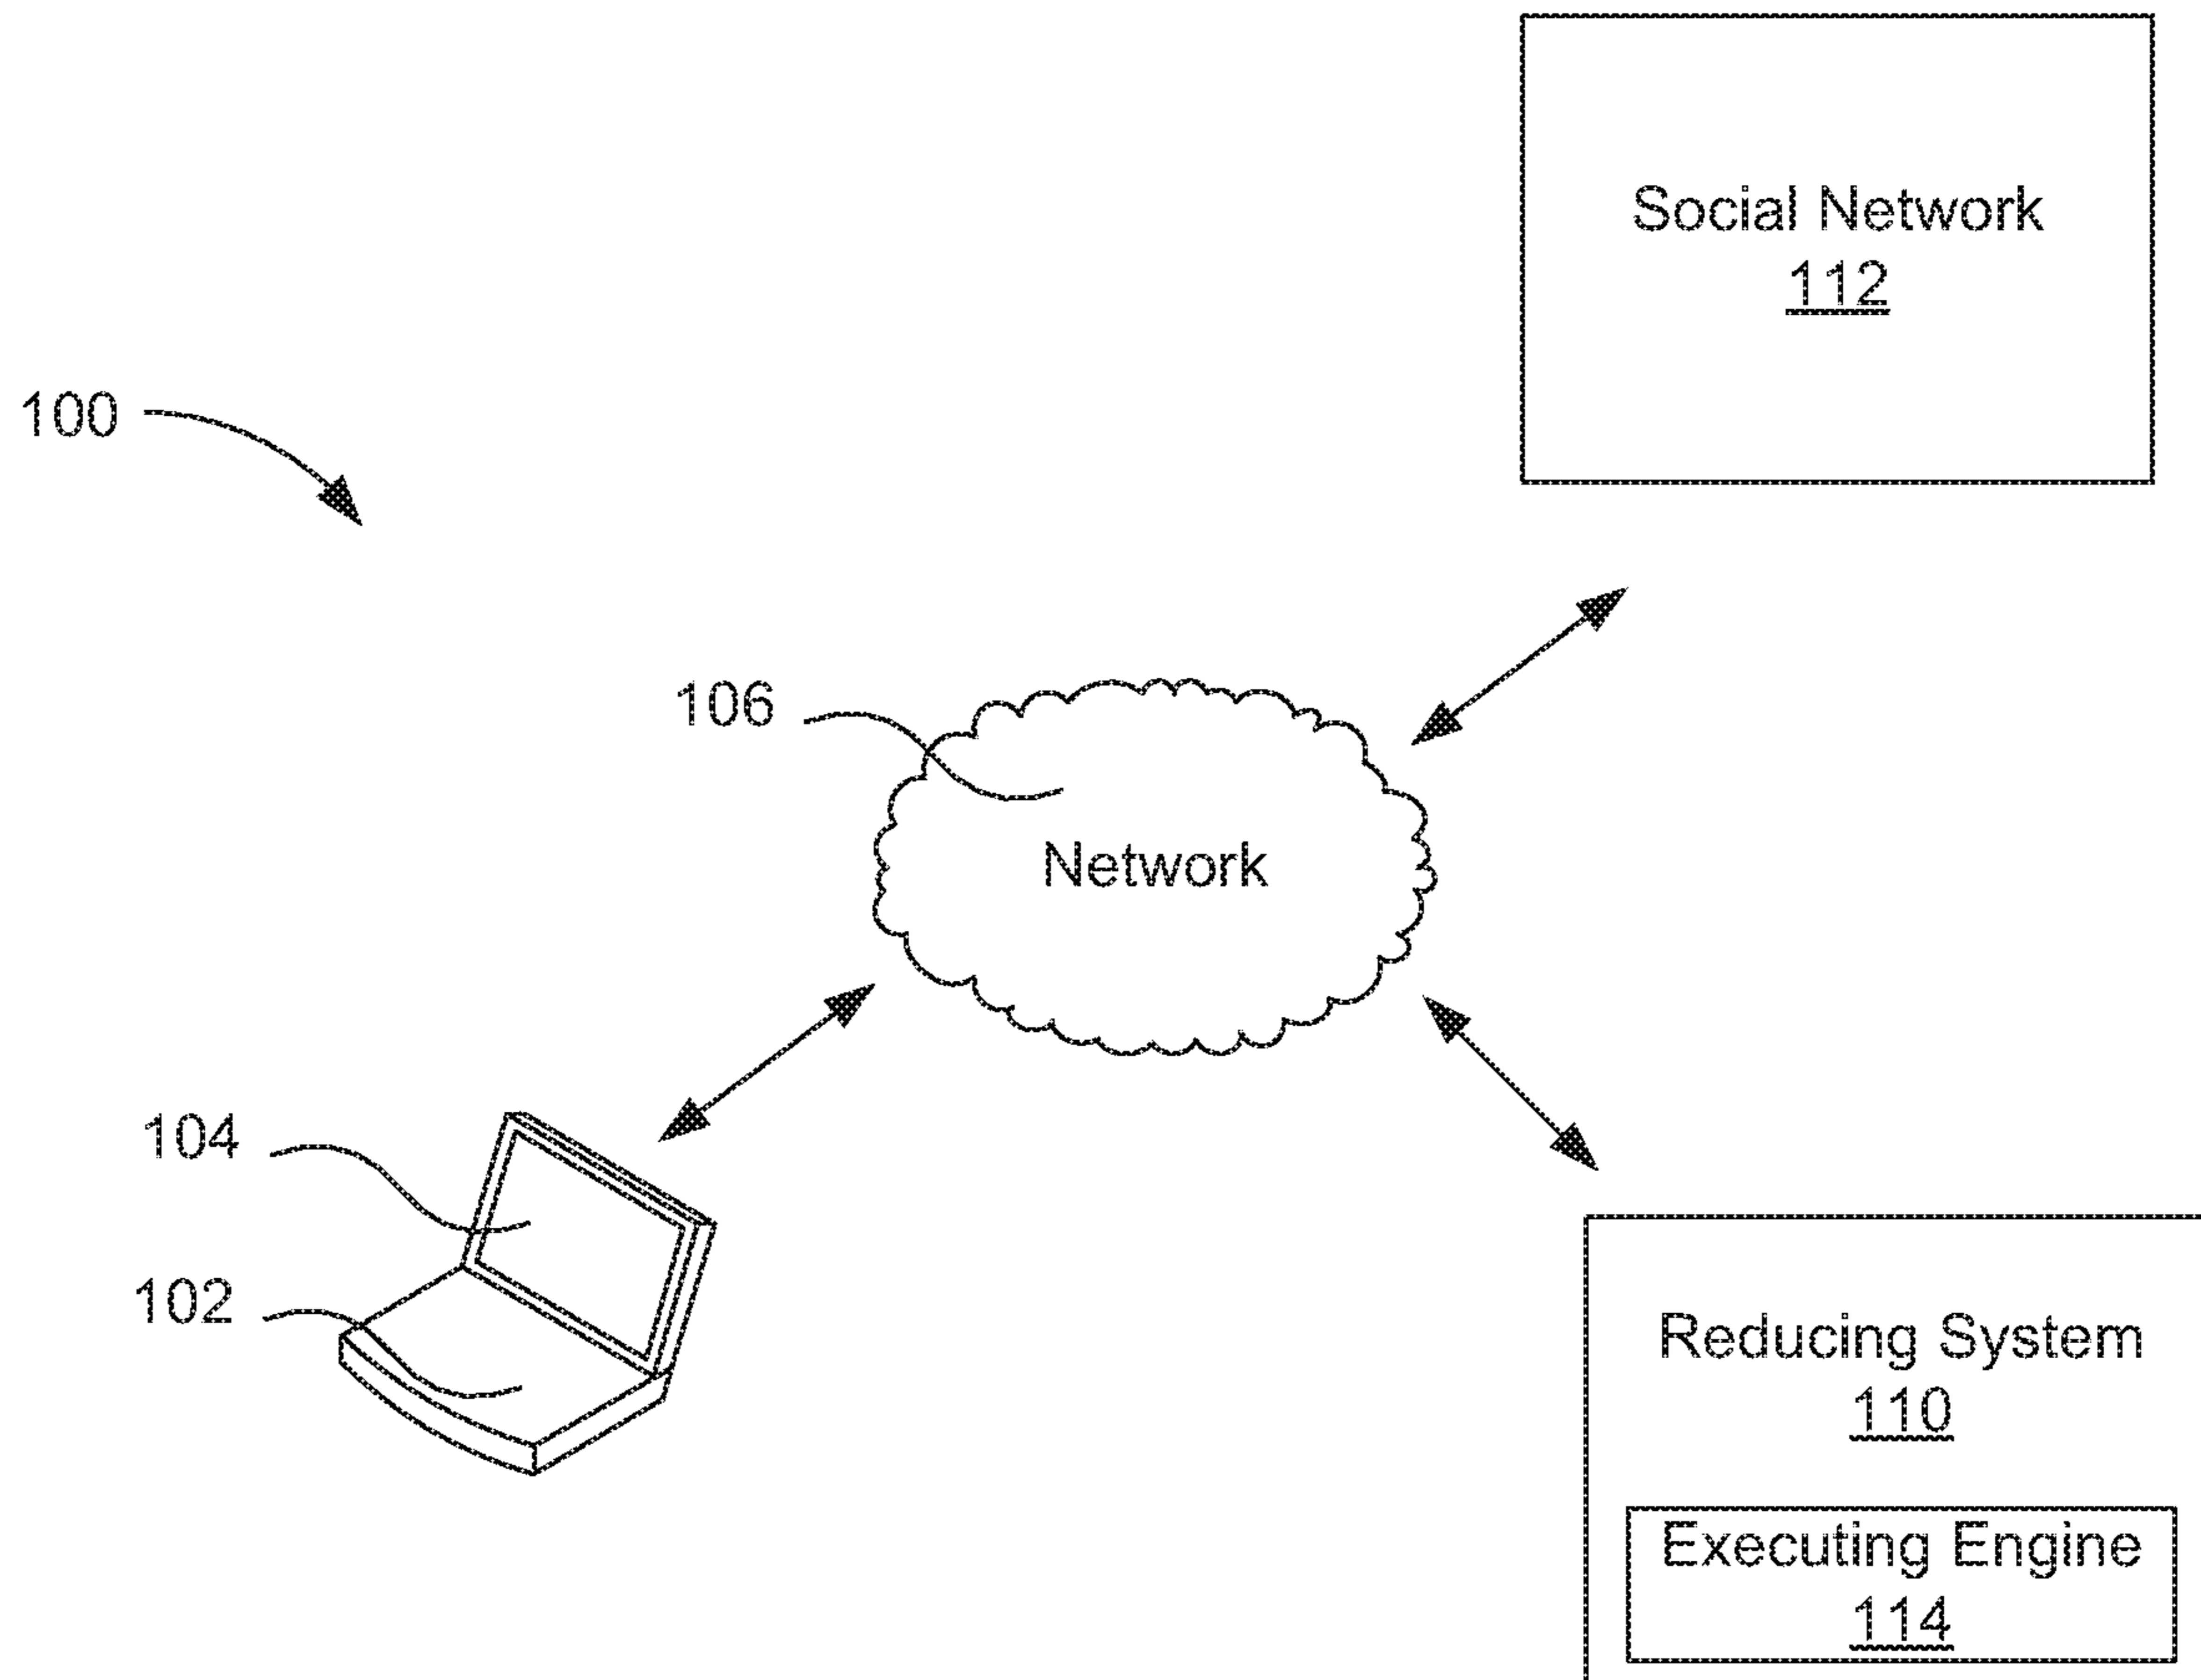 Social Network
112
100
106
Network
104
102
Reducing System
110
Executing Engine
114